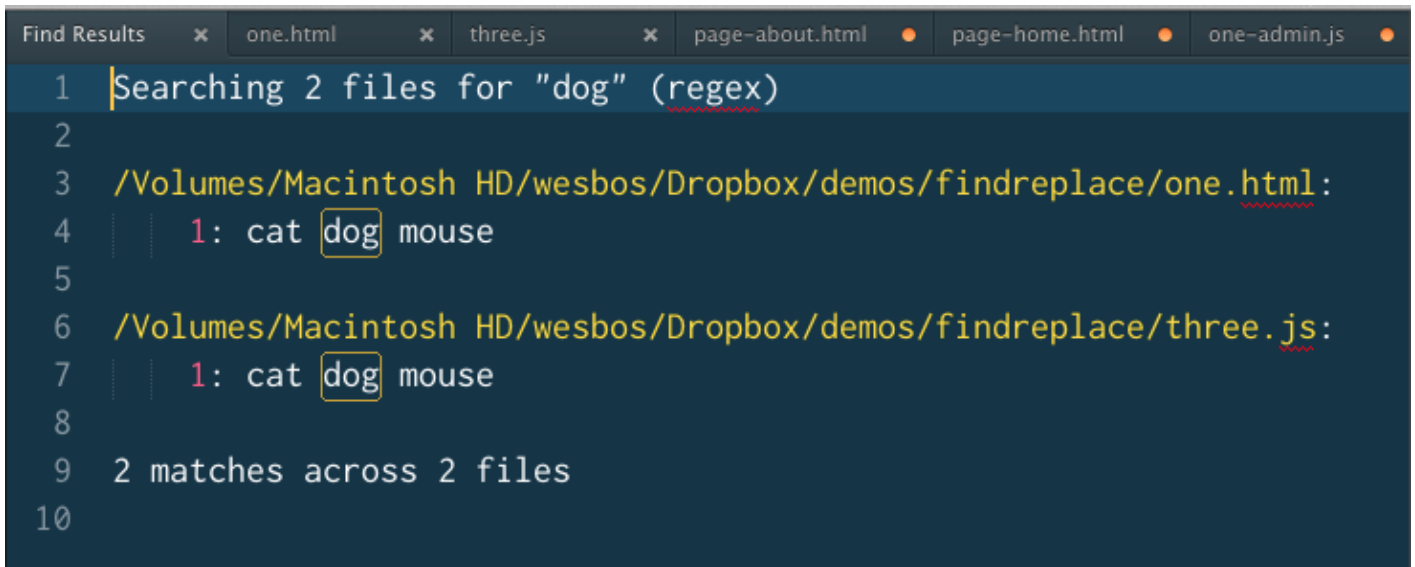 Find Results × one.html × three.js × page-about.html page-home.html one-admin.js
1 Searching 2 files for "dog" (regex)
2
3 /Volumes/Macintosh HD/wesbos/Dropbox/demos/findreplace/one.html:
4 1: cat dog mouse
5
6 /Volumes/Macintosh HD/wesbos/Dropbox/demos/findreplace/three.js:
7 1: cat dog mouse
8
9 2 matches across 2 files
10